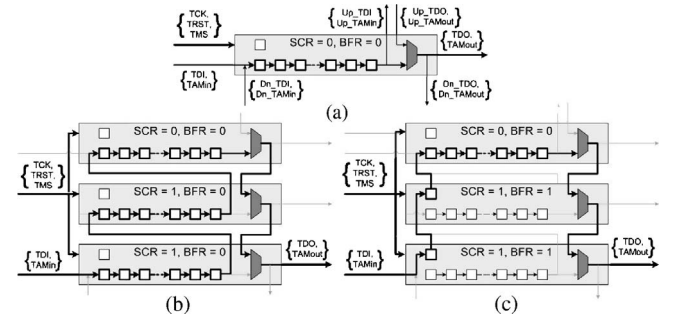 TCK,
TRST,
TMS
Up_TDI
Up_TAMin
Up_TDO,
Up_TAMout
SCR = 0, BFR = 0
TDO,
TAMout
TDI,
TAMin
Dn_TDI,
Dn_TAMin
Dn_TDO,
Dn_TAMout
(a)
SCR = 0, BFR = 0
TCK,
TRST,
TMS
SCR = 1, BFR = 0
SCR = 1, BFR = 0
TDO,
TAMout
TDI,
TAMin
(b)
SCR = 0, BFR = 0
TCK,
TRST,
TMS
SCR = 1, BFR = 1
SCR = 1, BFR = 1
TDO,
TAMout
TDI,
TAMin
(c)